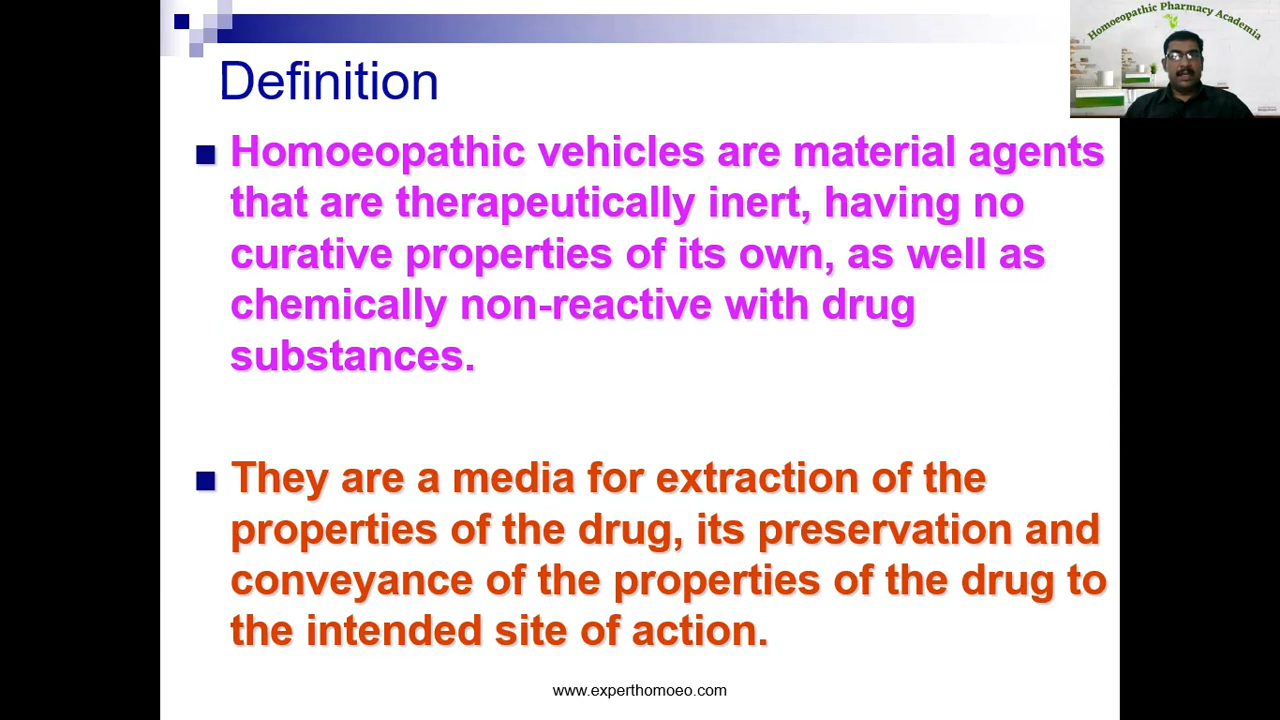 Homoeopathic Pharmacy Academia
Definition
Homoeopathic vehicles are material agents
that are therapeutically inert, having no
curative properties of its own, as well as
chemically non-reactive with drug
substances.
They are a media for extraction of the
properties of the drug, its preservation and
conveyance of the properties of the drug to
the intended site of action.
www.experthomoeo.com